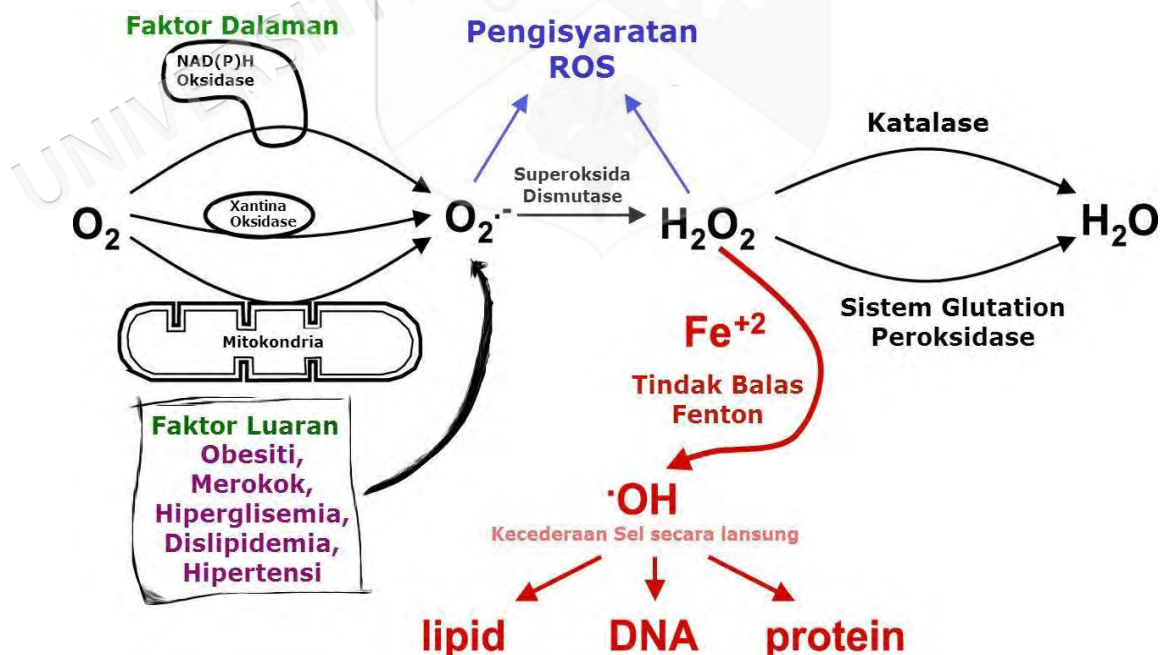 Faktor Dalaman
NAD(P)H
Oksidase
UNIVERSITI
Pengisyaratan
ROS
Katalase
Superoksida
Dismutase
Xantina
Oksidase
O₂
O₂·⁻
H₂O₂
H₂O
Mitokondria
Sistem Glutation
Peroksidase
Fe⁺²
Tindak Balas
Fenton
Faktor Luaran
Obesiti,
Merokok,
Hiperglisemia,
Dislipidemia,
Hipertensi
·OH
Kecederaan Sel secara lansung
lipid DNA protein